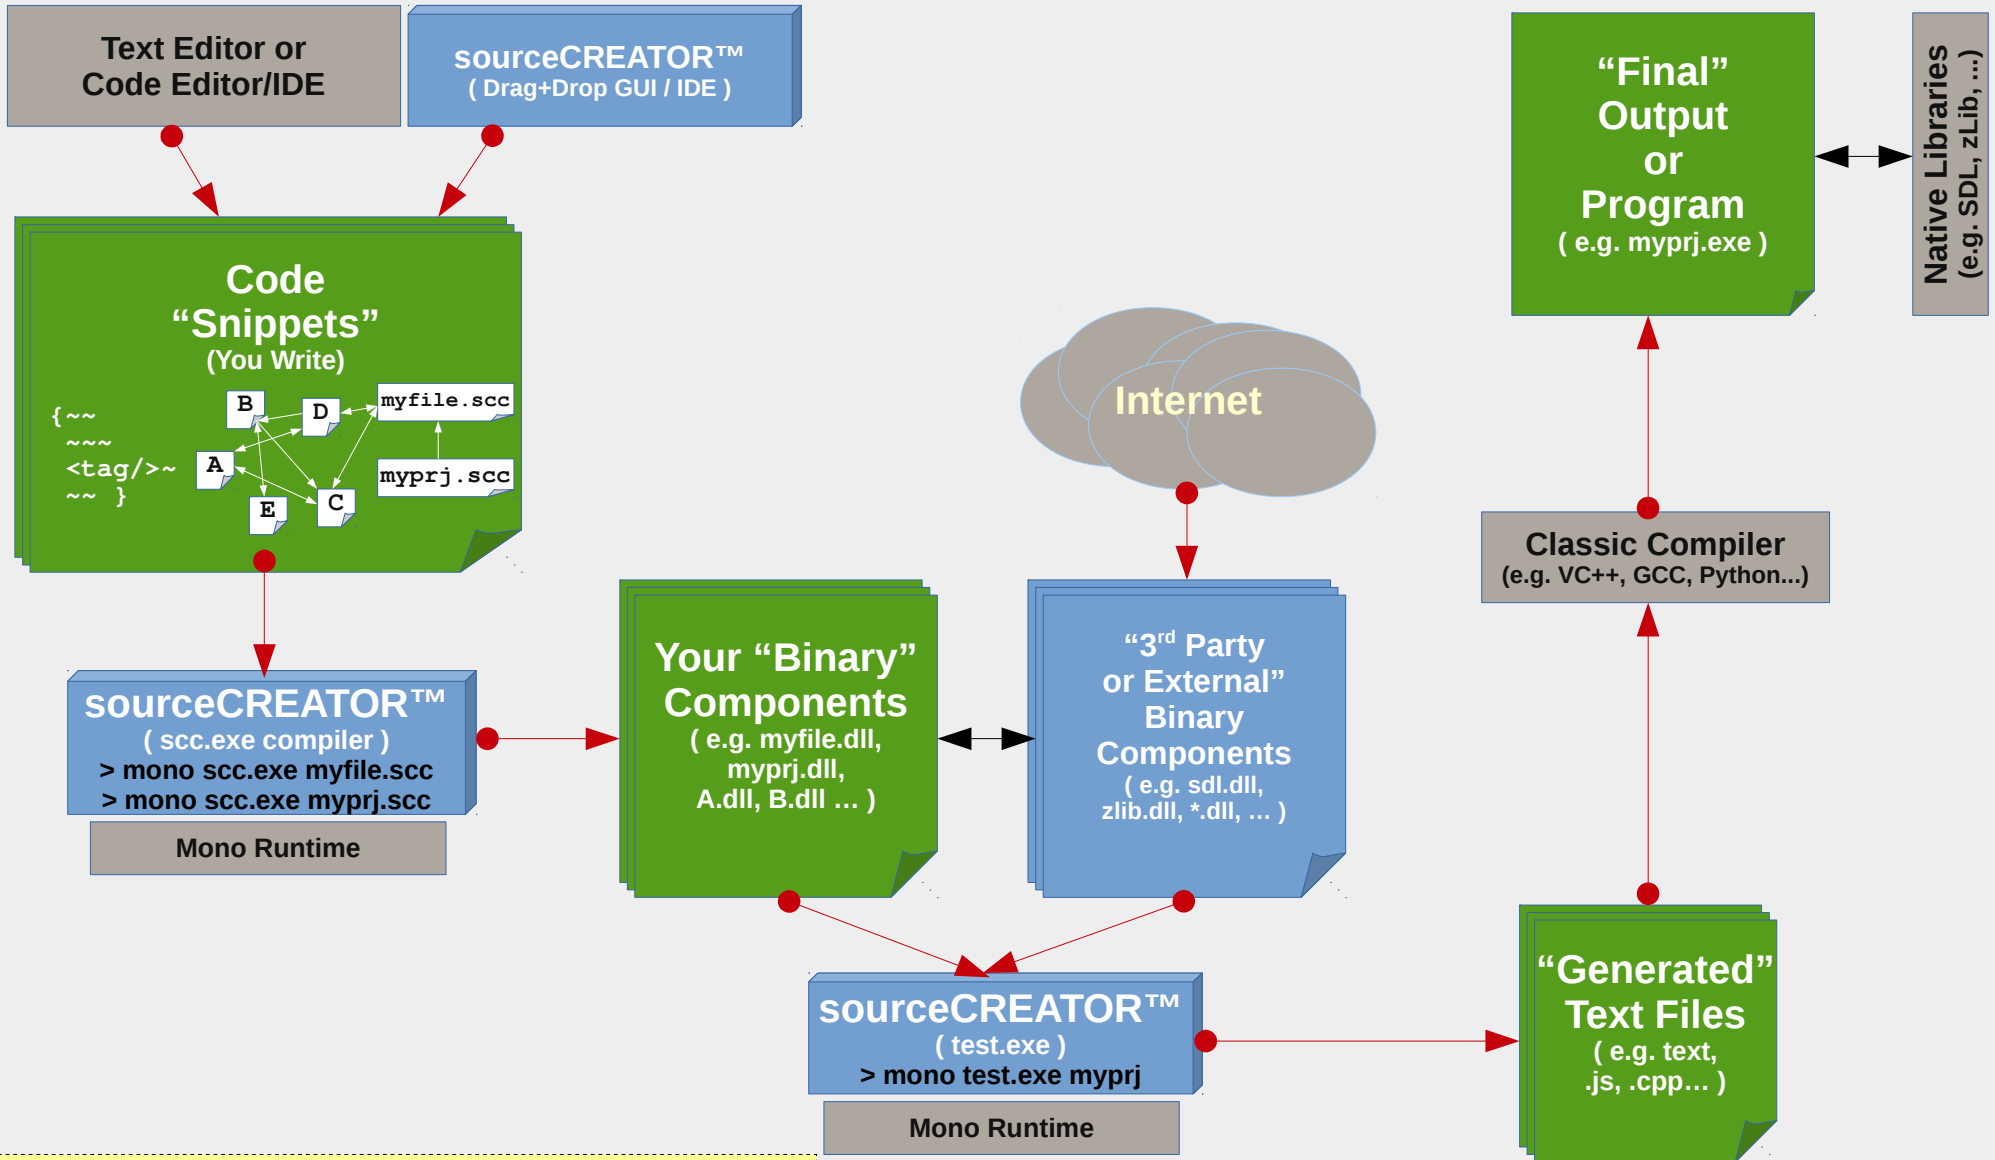 Text Editor or
Code Editor/IDE
sourceCREATOR™
( Drag+Drop GUI / IDE )
Code
“Snippets”
(You Write)
{~~
~~~
<tag/>~
~~ }
B
D
A
E
C
myfile.scc
myprj.scc
sourceCREATOR™
( scc.exe compiler )
> mono scc.exe myfile.scc
> mono scc.exe myprj.scc
Mono Runtime
Your “Binary”
Components
( e.g. myfile.dll,
myprj.dll,
A.dll, B.dll … )
Internet
“3rd Party
or External”
Binary
Components
( e.g. sdl.dll,
zlib.dll, *.dll, … )
sourceCREATOR™
( test.exe )
> mono test.exe myprj
Mono Runtime
“Generated”
Text Files
( e.g. text,
.js, .cpp… )
Classic Compiler
(e.g. VC++, GCC, Python...)
“Final”
Output
or
Program
( e.g. myprj.exe )
Native Libraries
(e.g. SDL, zLib, ...)